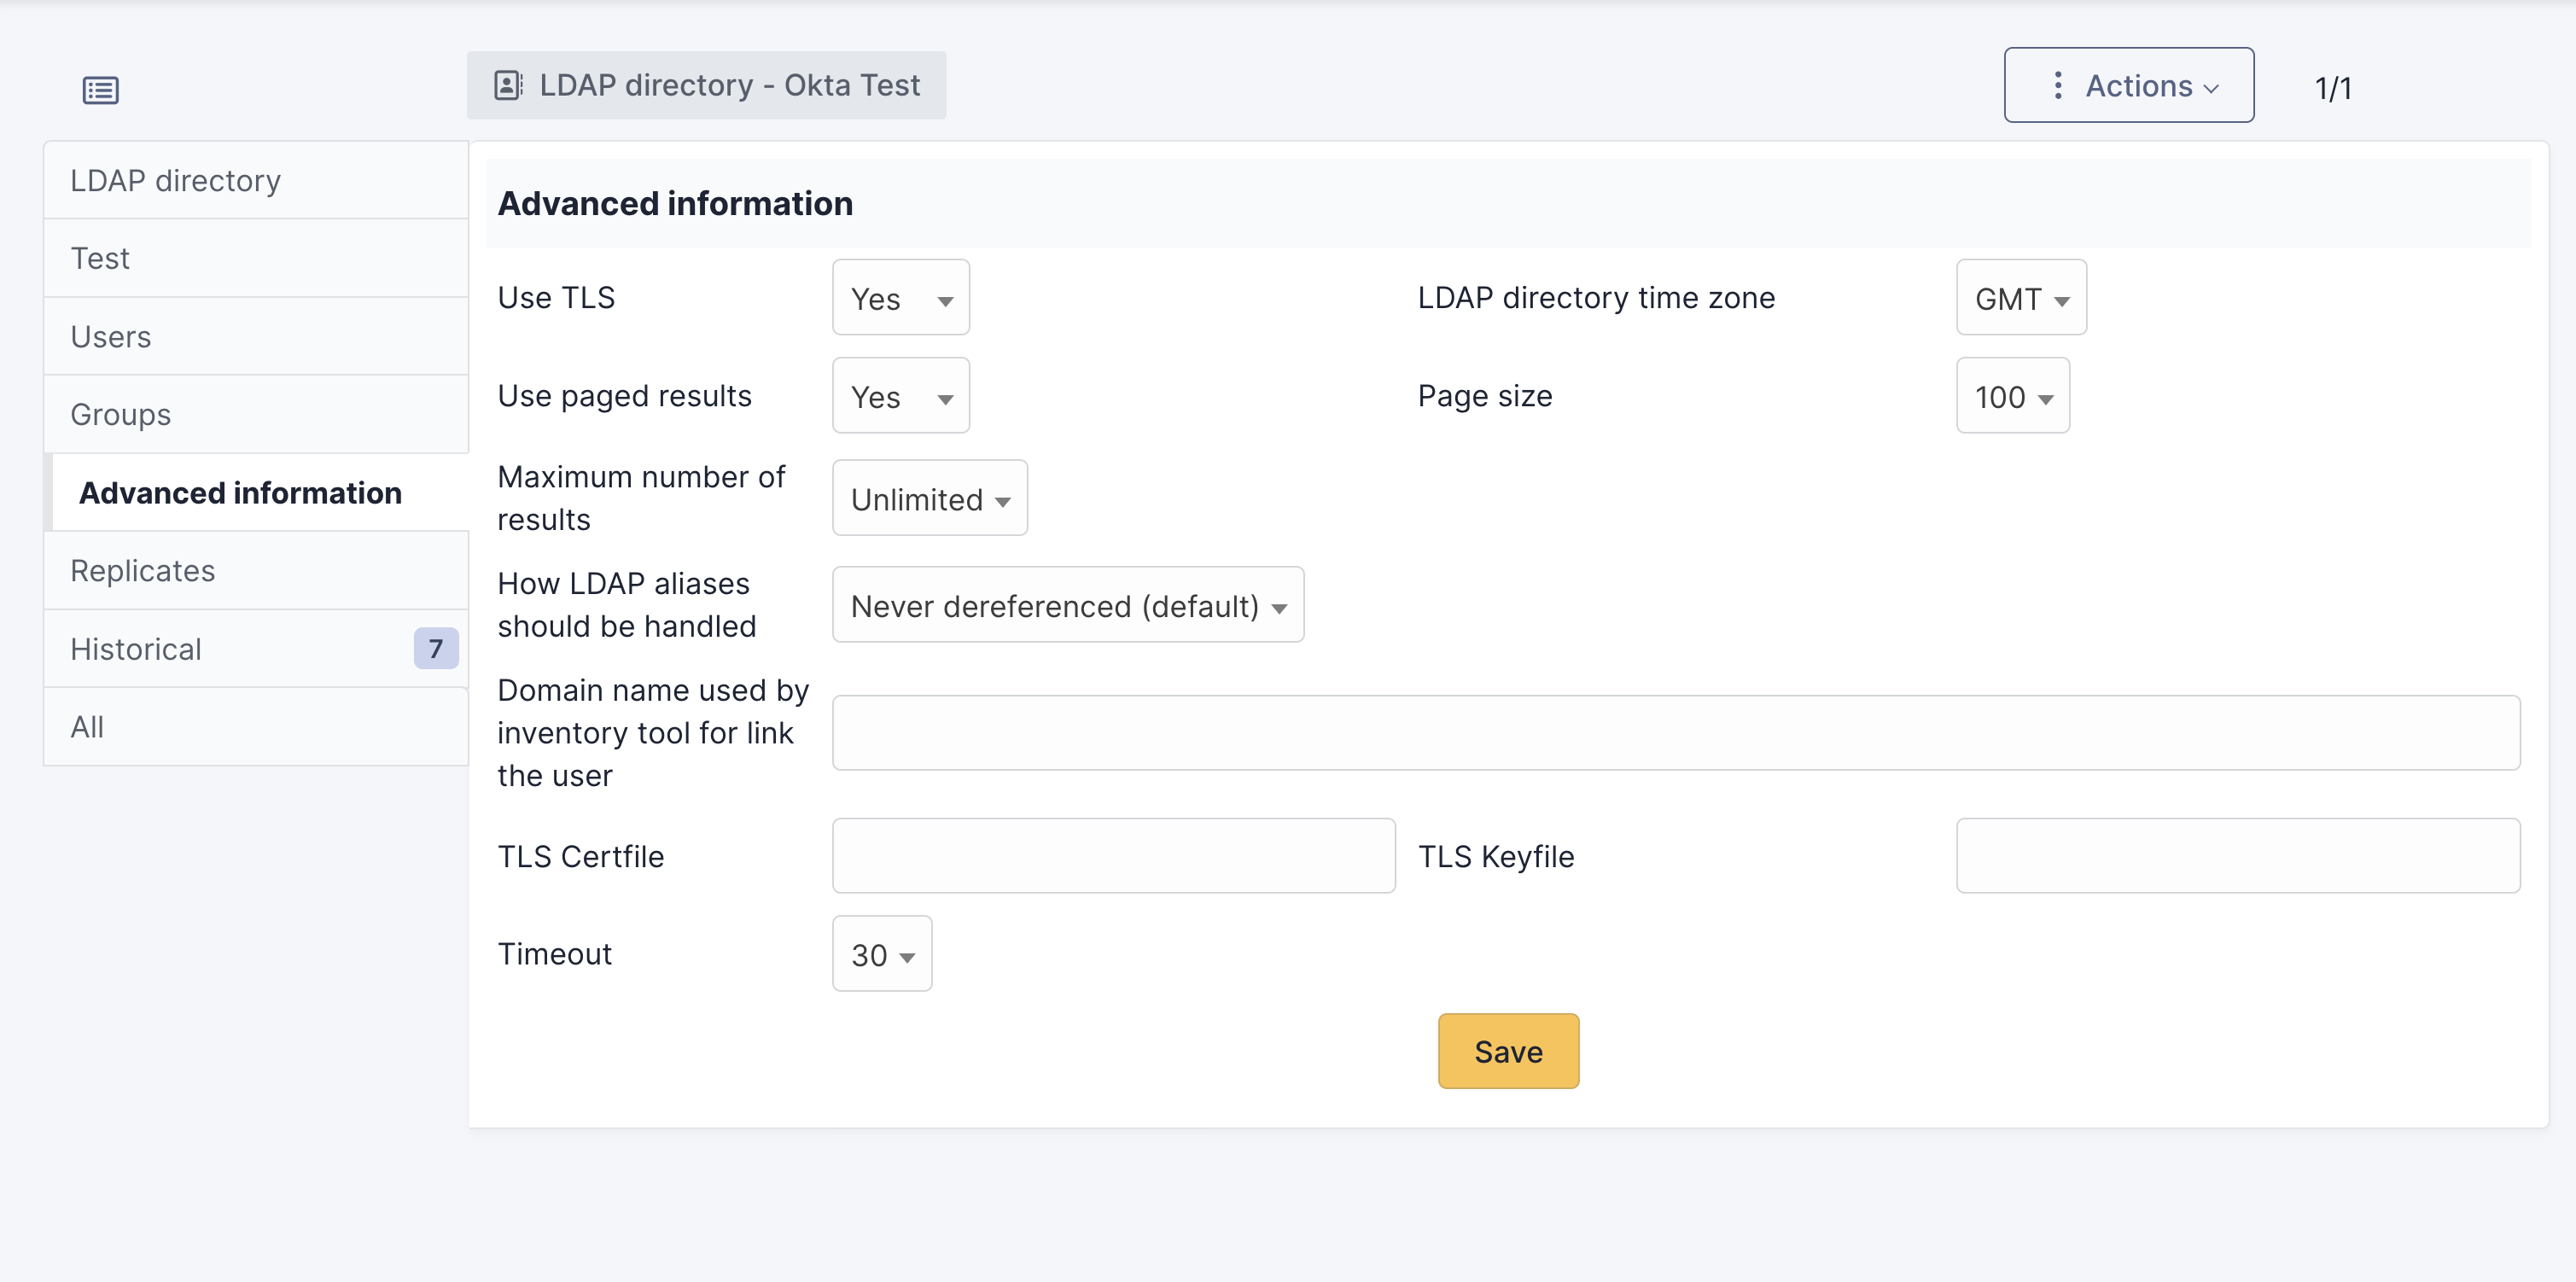 LDAP directory - Okta Test
Actions
1/1
LDAP directory
Test
Users
Groups
Advanced information
Replicates
Historical 7
All
Advanced information
Use TLS Yes LDAP directory time zone GMT
Use paged results Yes Page size 100
Maximum number of
results
Unlimited
How LDAP aliases
should be handled
Never dereferenced (default)
Domain name used by
inventory tool for link
the user
TLS Certfile TLS Keyfile
Timeout 30
Save